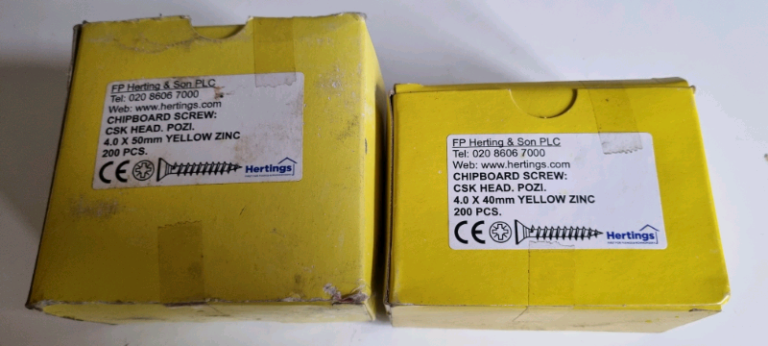 FP Herting & Son PLC
Tel: 020 8606 7000
Web: www.hertings.com
CHIPBOARD SCREW:
CSK HEAD. POZI.
4.0 X 50mm YELLOW ZINC
200 PCS.
CE
Hertings
FP Herting & Son PLC
Tel: 020 8606 7000
Web: www.hertings.com
CHIPBOARD SCREW:
CSK HEAD. POZI.
4.0 X 40mm YELLOW ZINC
200 PCS.
CE
Hertings